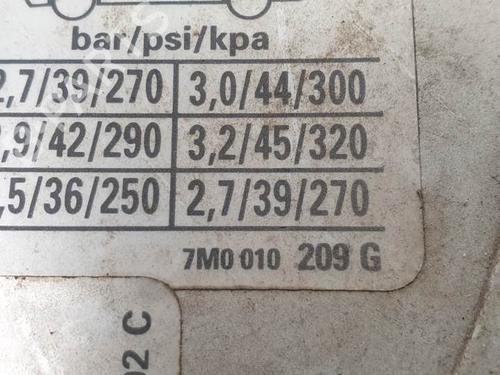 bar/psi/kpa
2,7/39/270 3,0/44/300
,9/42/290 3,2/45/320
,5/36/250 2,7/39/270
7M0 010 209 G
02 C